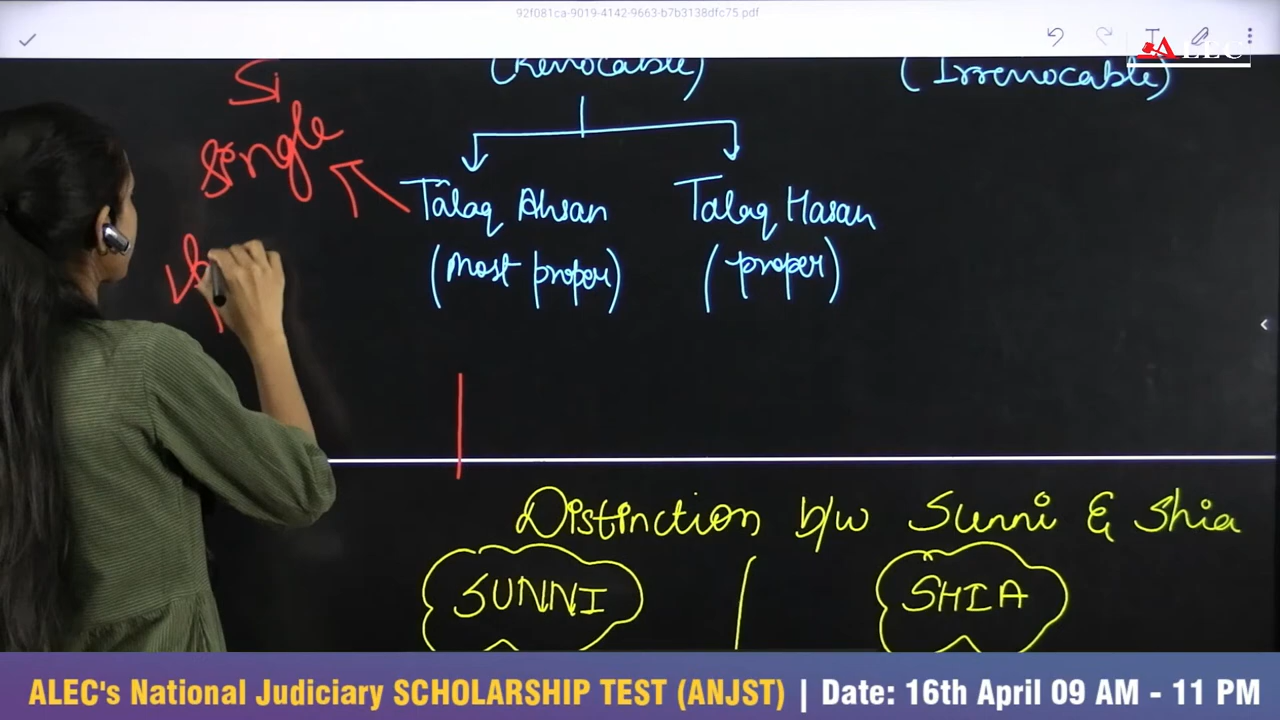 92f081ca-9019-4142-9663-b7b3138dfc75.pdf
ALEC
(Revocable)
(Irrevocable)
Si
Single
Talaq Ahsan
Talaq Hasan
(Most proper)
(proper)
Distinction b/w Sunni & Shia
SUNNI
SHIA
ALEC's National Judiciary SCHOLARSHIP TEST (ANJST) | Date: 16th April 09 AM - 11 PM